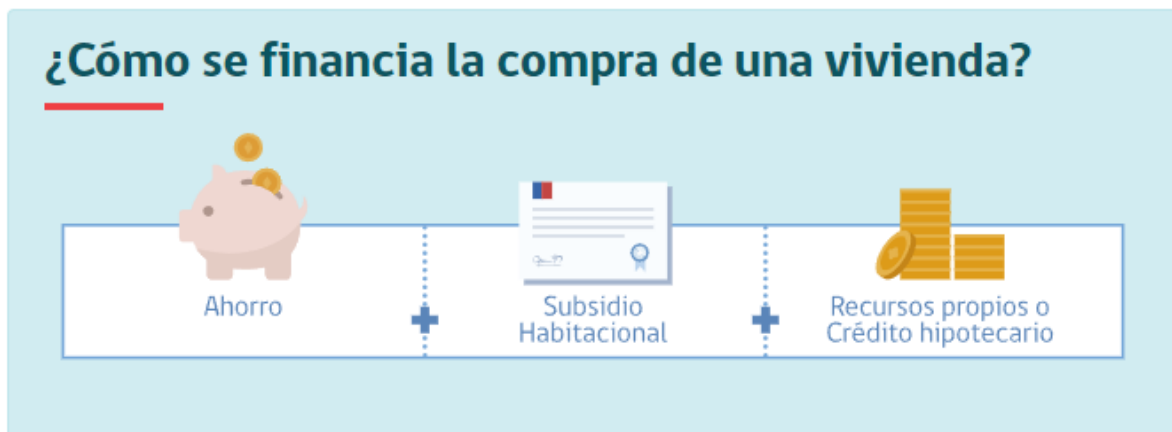 ¿Cómo se financia la compra de una vivienda?
Ahorro
Subsidio
Habitacional
Recursos propios o
Crédito hipotecario